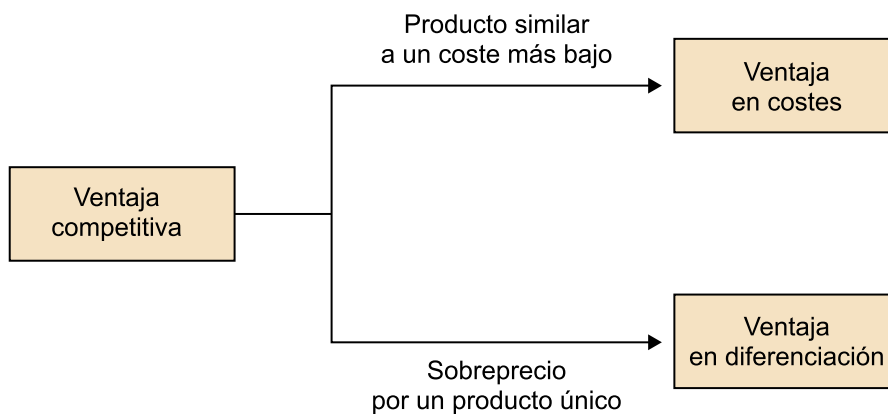 Producto similar
a un coste más bajo
Ventaja
en costes
Ventaja
competitiva
Ventaja
en diferenciación
Sobreprecio
por un producto único